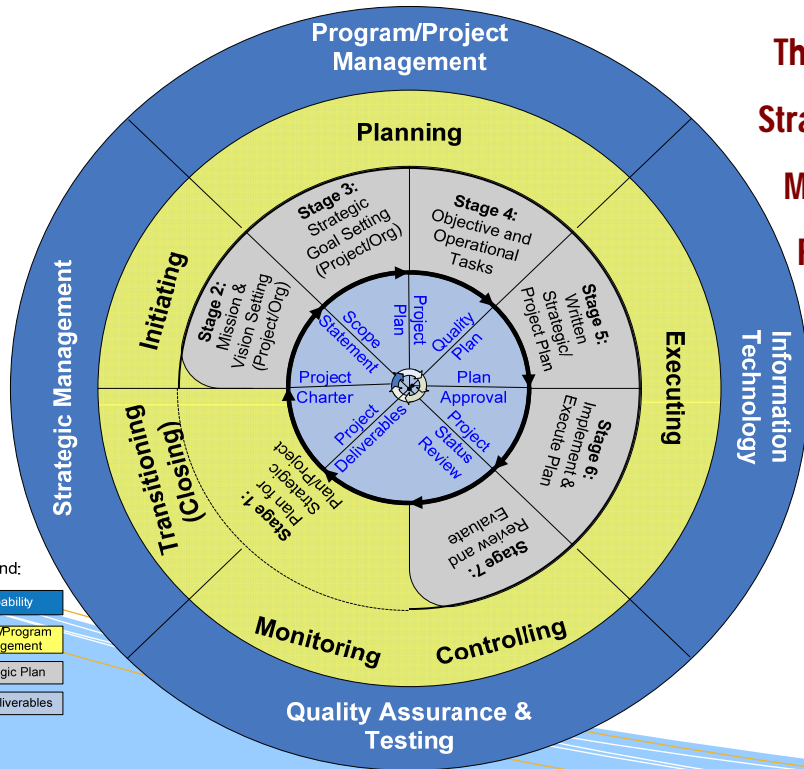 Program/Project
Management
Planning
Initiating
Executing
Transitioning
(Closing)
Monitoring
Controlling
Strategic Management
Information
Technology
Quality Assurance &
Testing
Stage 1:
Plan for
Strategic
Plan/Project
Stage 2:
Mission &
Vision Setting
(Project/Org)
Stage 3:
Strategic
Goal Setting
(Project/Org)
Stage 4:
Objective and
Operational
Tasks
Stage 5:
Written
Strategic/
Project Plan
Stage 6:
Implement &
Execute Plan
Stage 7:
Review and
Evaluate
Project
Charter
Scope
Statement
Project
Plan
Quality
Plan
Plan
Approval
Project
Status
Review
Project
Deliverables
Th
Stra
M
nd:
ability
/Program
gement
gic Plan
liverables